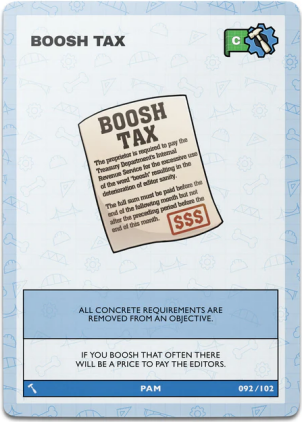 BOOSH TAX
C
BOOSH
TAX
The proprietor is required to pay the
Treasury Department's Internal
Revenue Service for the excessive use
of the word 'boosh' resulting in the
deterioration of editor sanity.
The full sum must be paid before the
end of the following month but not
after the preceding period before the
end of this month.
$$$
ALL CONCRETE REQUIREMENTS ARE
REMOVED FROM AN OBJECTIVE.
IF YOU BOOSH THAT OFTEN THERE
WILL BE A PRICE TO PAY THE EDITORS.
PAM
092/102